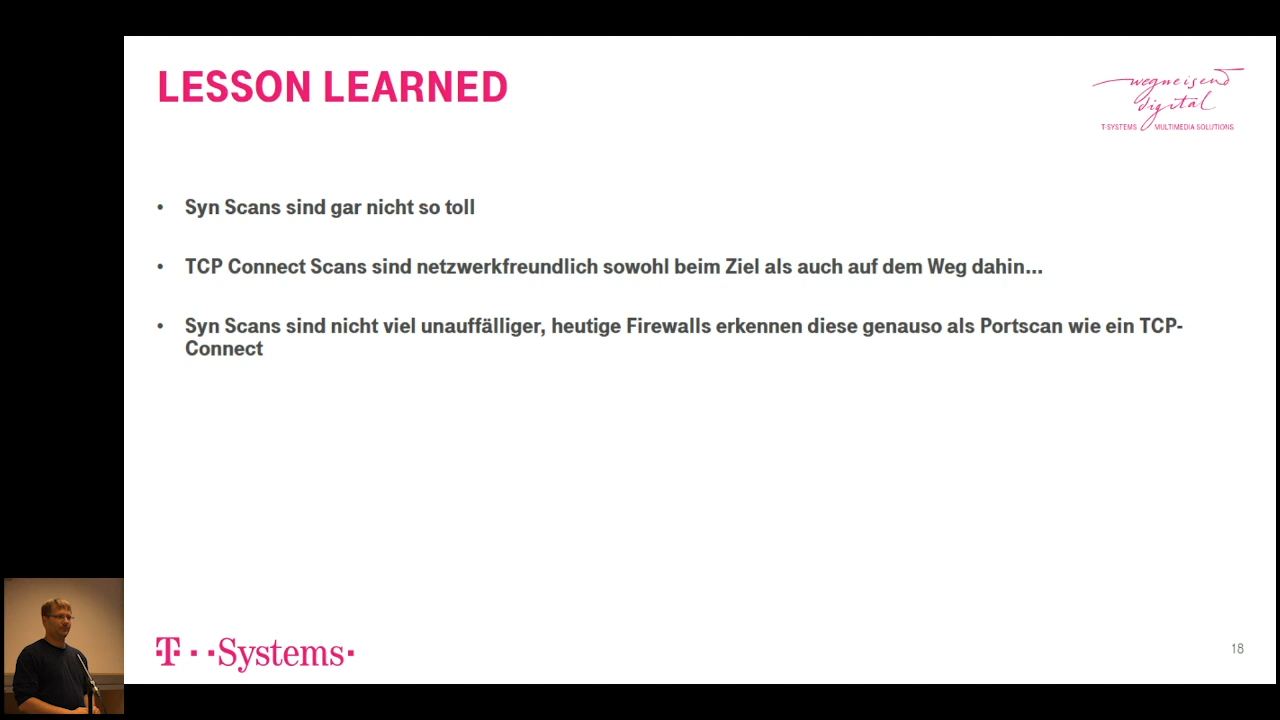 LESSON LEARNED
wegweisend
digital
T-SYSTEMS MULTIMEDIA SOLUTIONS
• Syn Scans sind gar nicht so toll
• TCP Connect Scans sind netzwerkfreundlich sowohl beim Ziel als auch auf dem Weg dahin...
• Syn Scans sind nicht viel unauffälliger, heutige Firewalls erkennen diese genauso als Portscan wie ein TCP-
Connect
T · · Systems ·
18